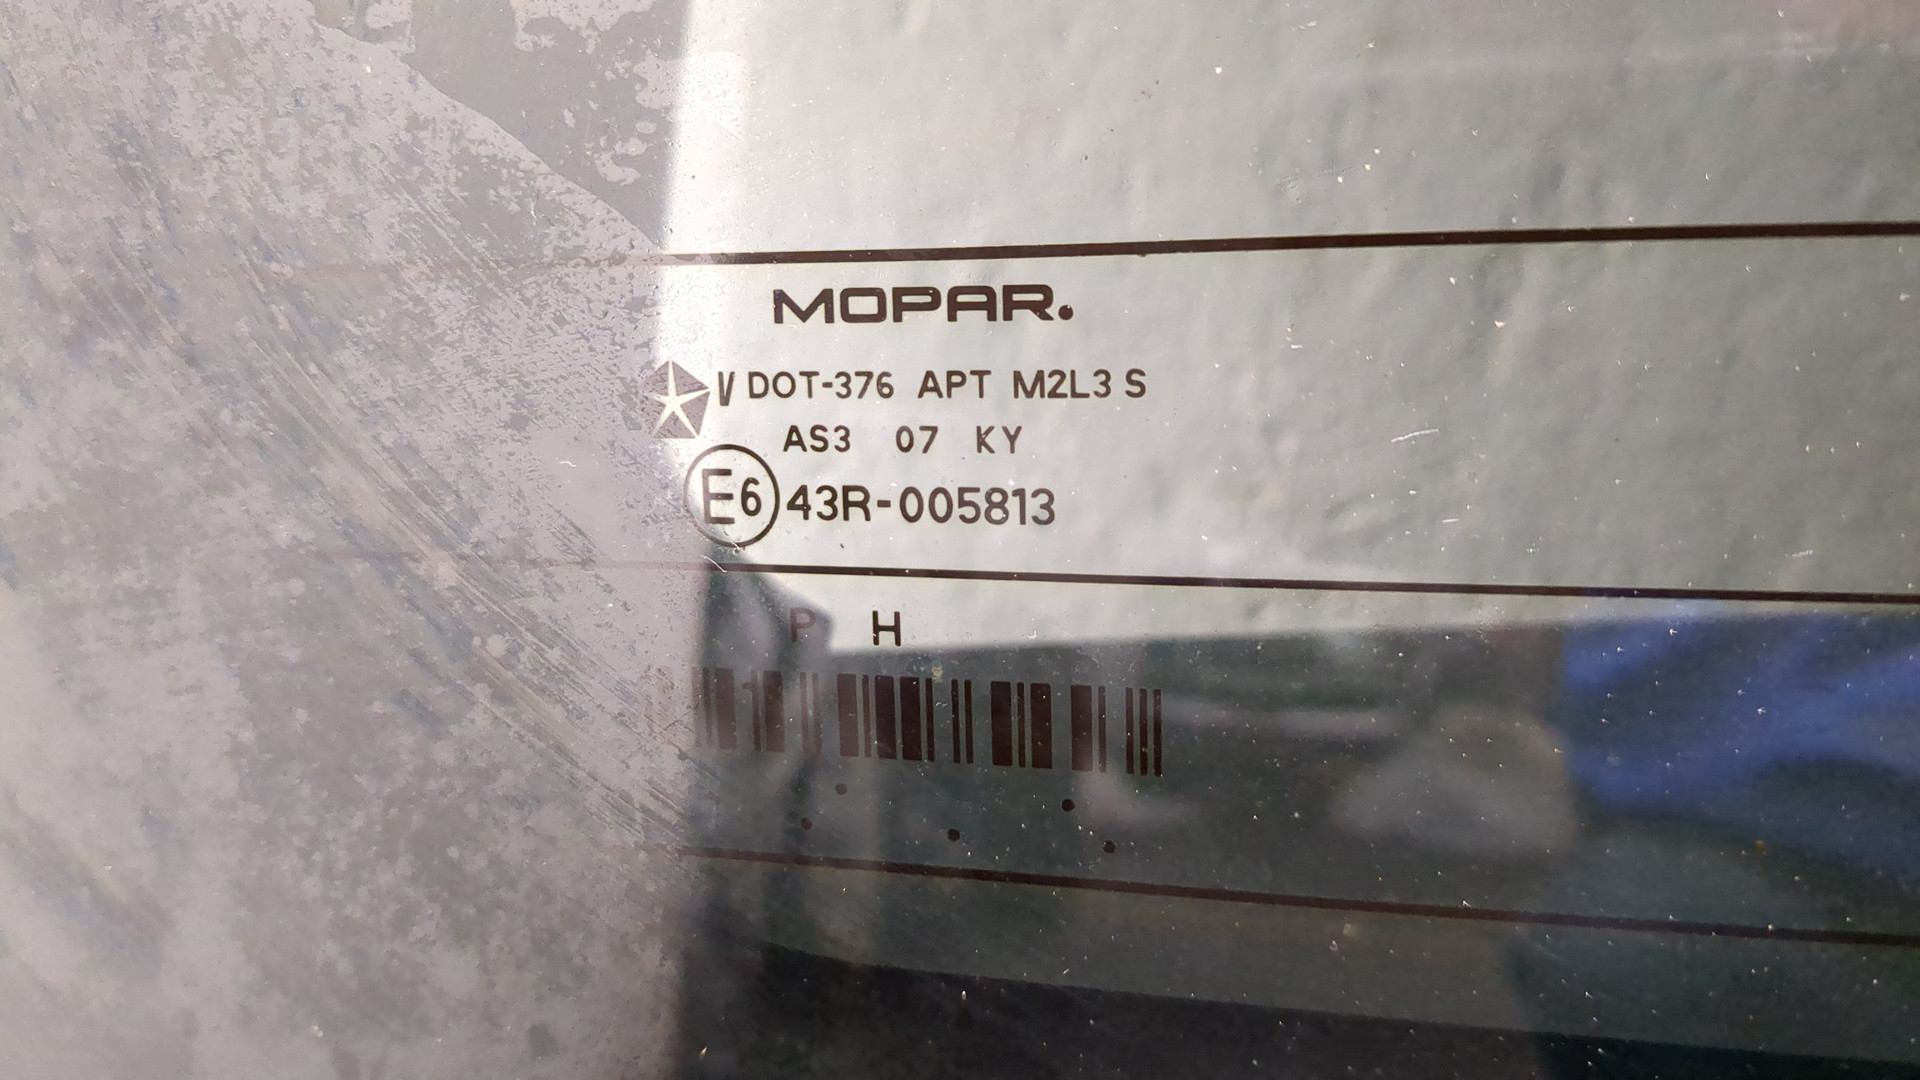 MOPAR.
V DOT-376 APT M2L3 S
AS3 07 KY
E6 43R-005813
P H